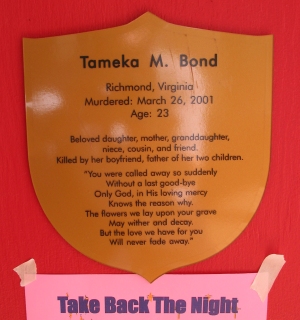 Tameka M. Bond
Richmond, Virginia
Murdered: March 26, 2001
Age: 23
Beloved daughter, mother, granddaughter,
niece, cousin, and friend.
Killed by her boyfriend, father of her two children.
"You were called away so suddenly
Without a last good-bye
Only God, in His loving mercy
Knows the reason why.
The flowers we lay upon your grave
May wither and decay.
But the love we have for you
Will never fade away."
Take Back The Night